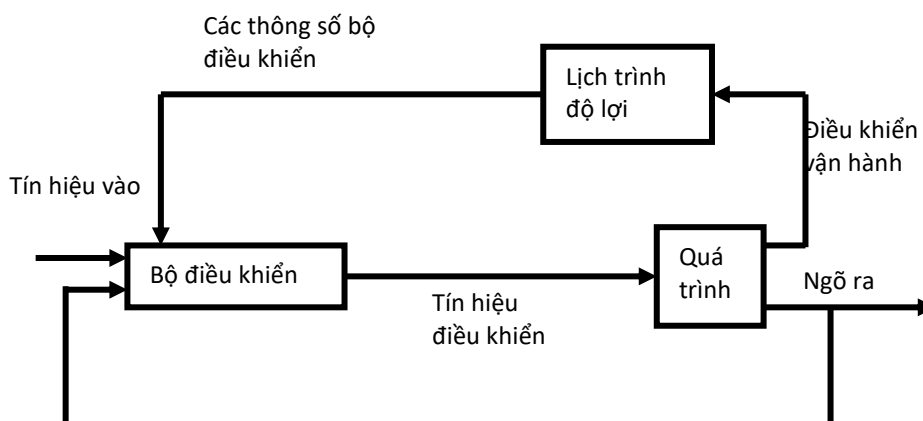 Các thông số bộ
điều khiển
Lịch trình
độ lợi
Điều khiển
vận hành
Tín hiệu vào
Bộ điều khiển
Quá
trình
Ngõ ra
Tín hiệu
điều khiển